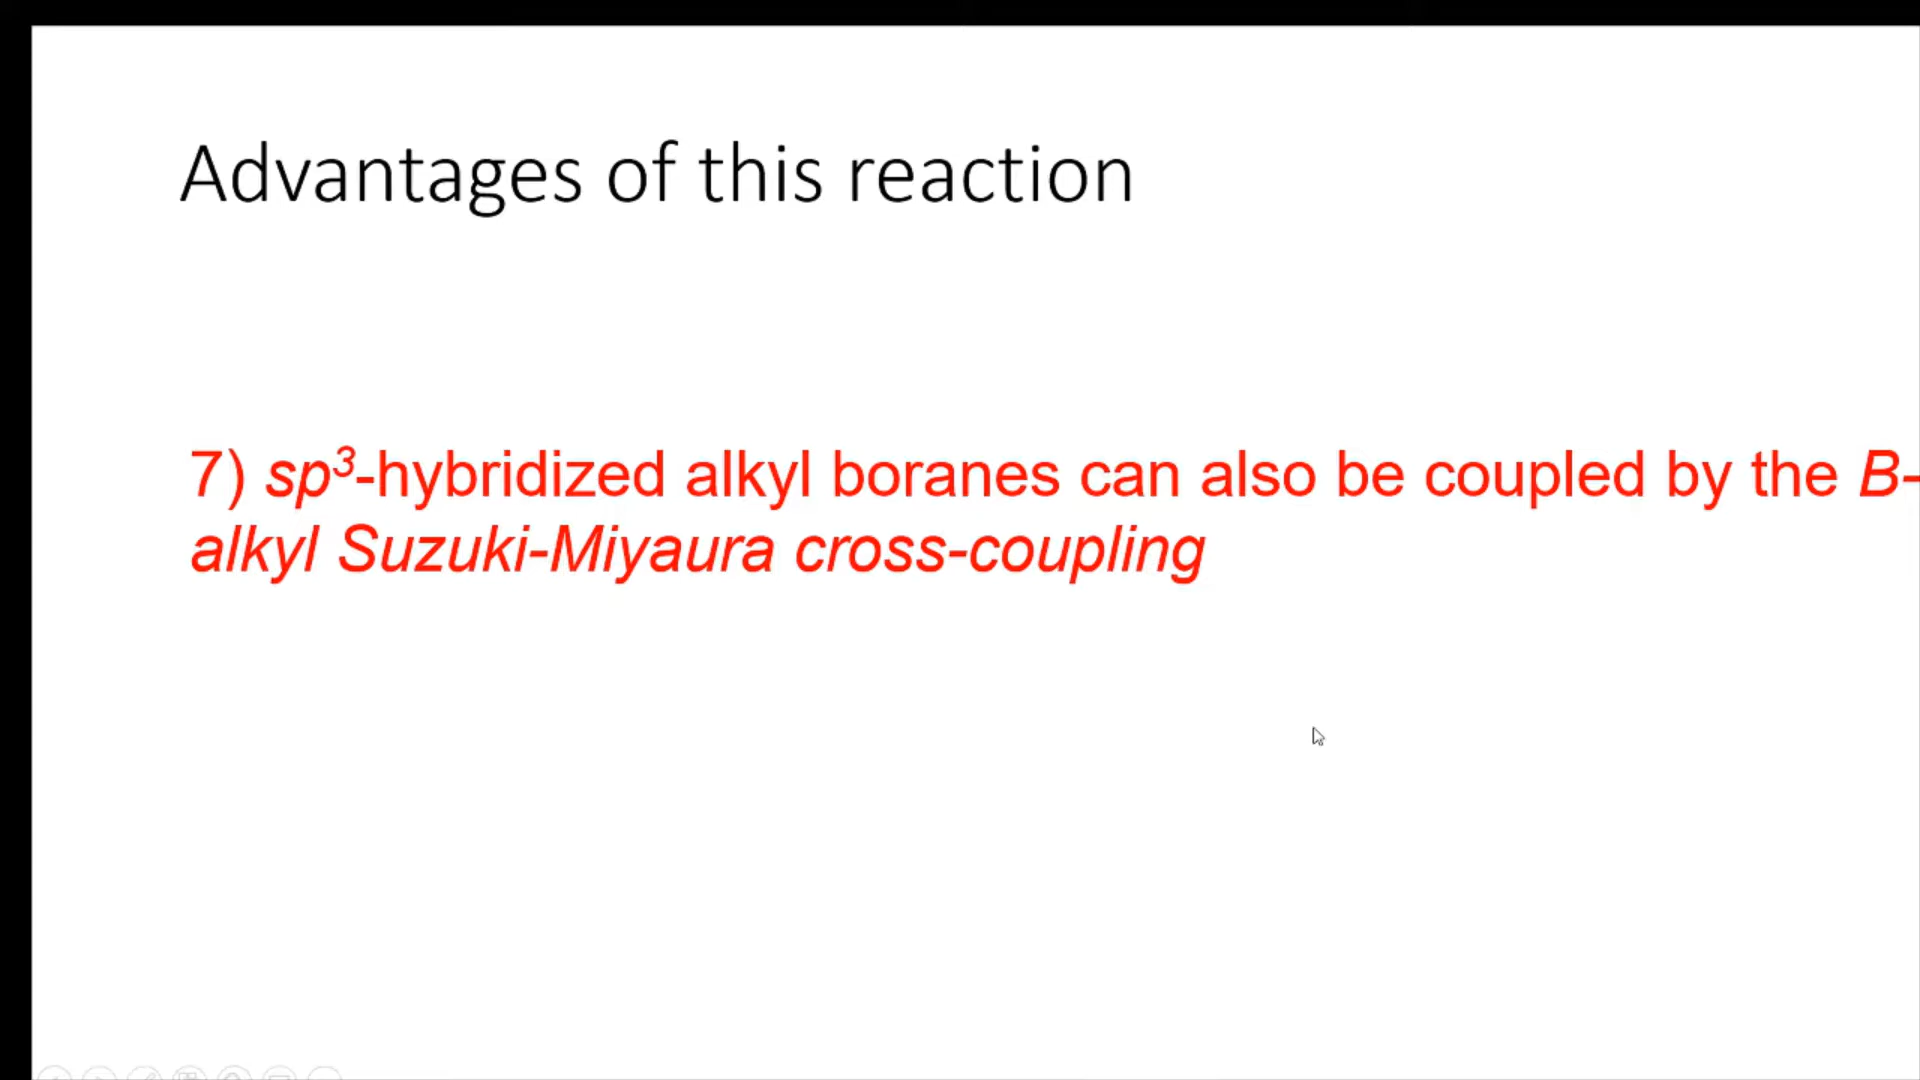 Advantages of this reaction
7) sp³-hybridized alkyl boranes can also be coupled by the B-
alkyl Suzuki-Miyaura cross-coupling